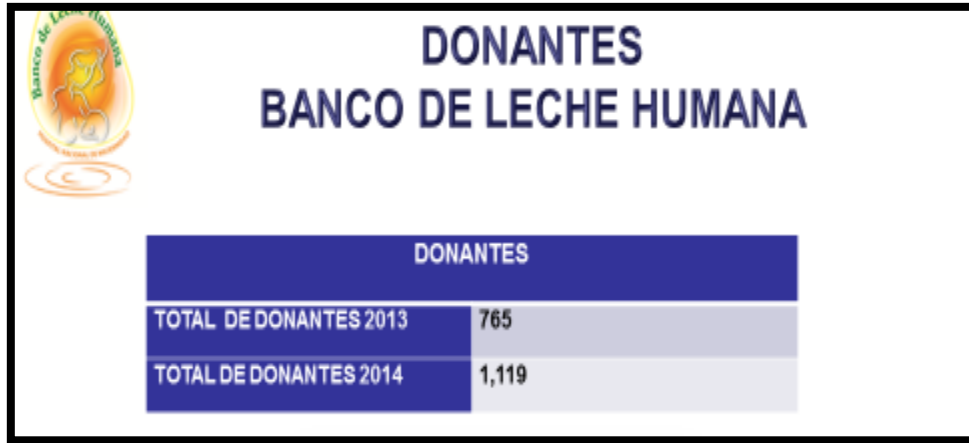 Banco de Leche Humana
DONANTES
BANCO DE LECHE HUMANA
DONANTES
TOTAL DE DONANTES 2013 765
TOTAL DE DONANTES 2014 1,119